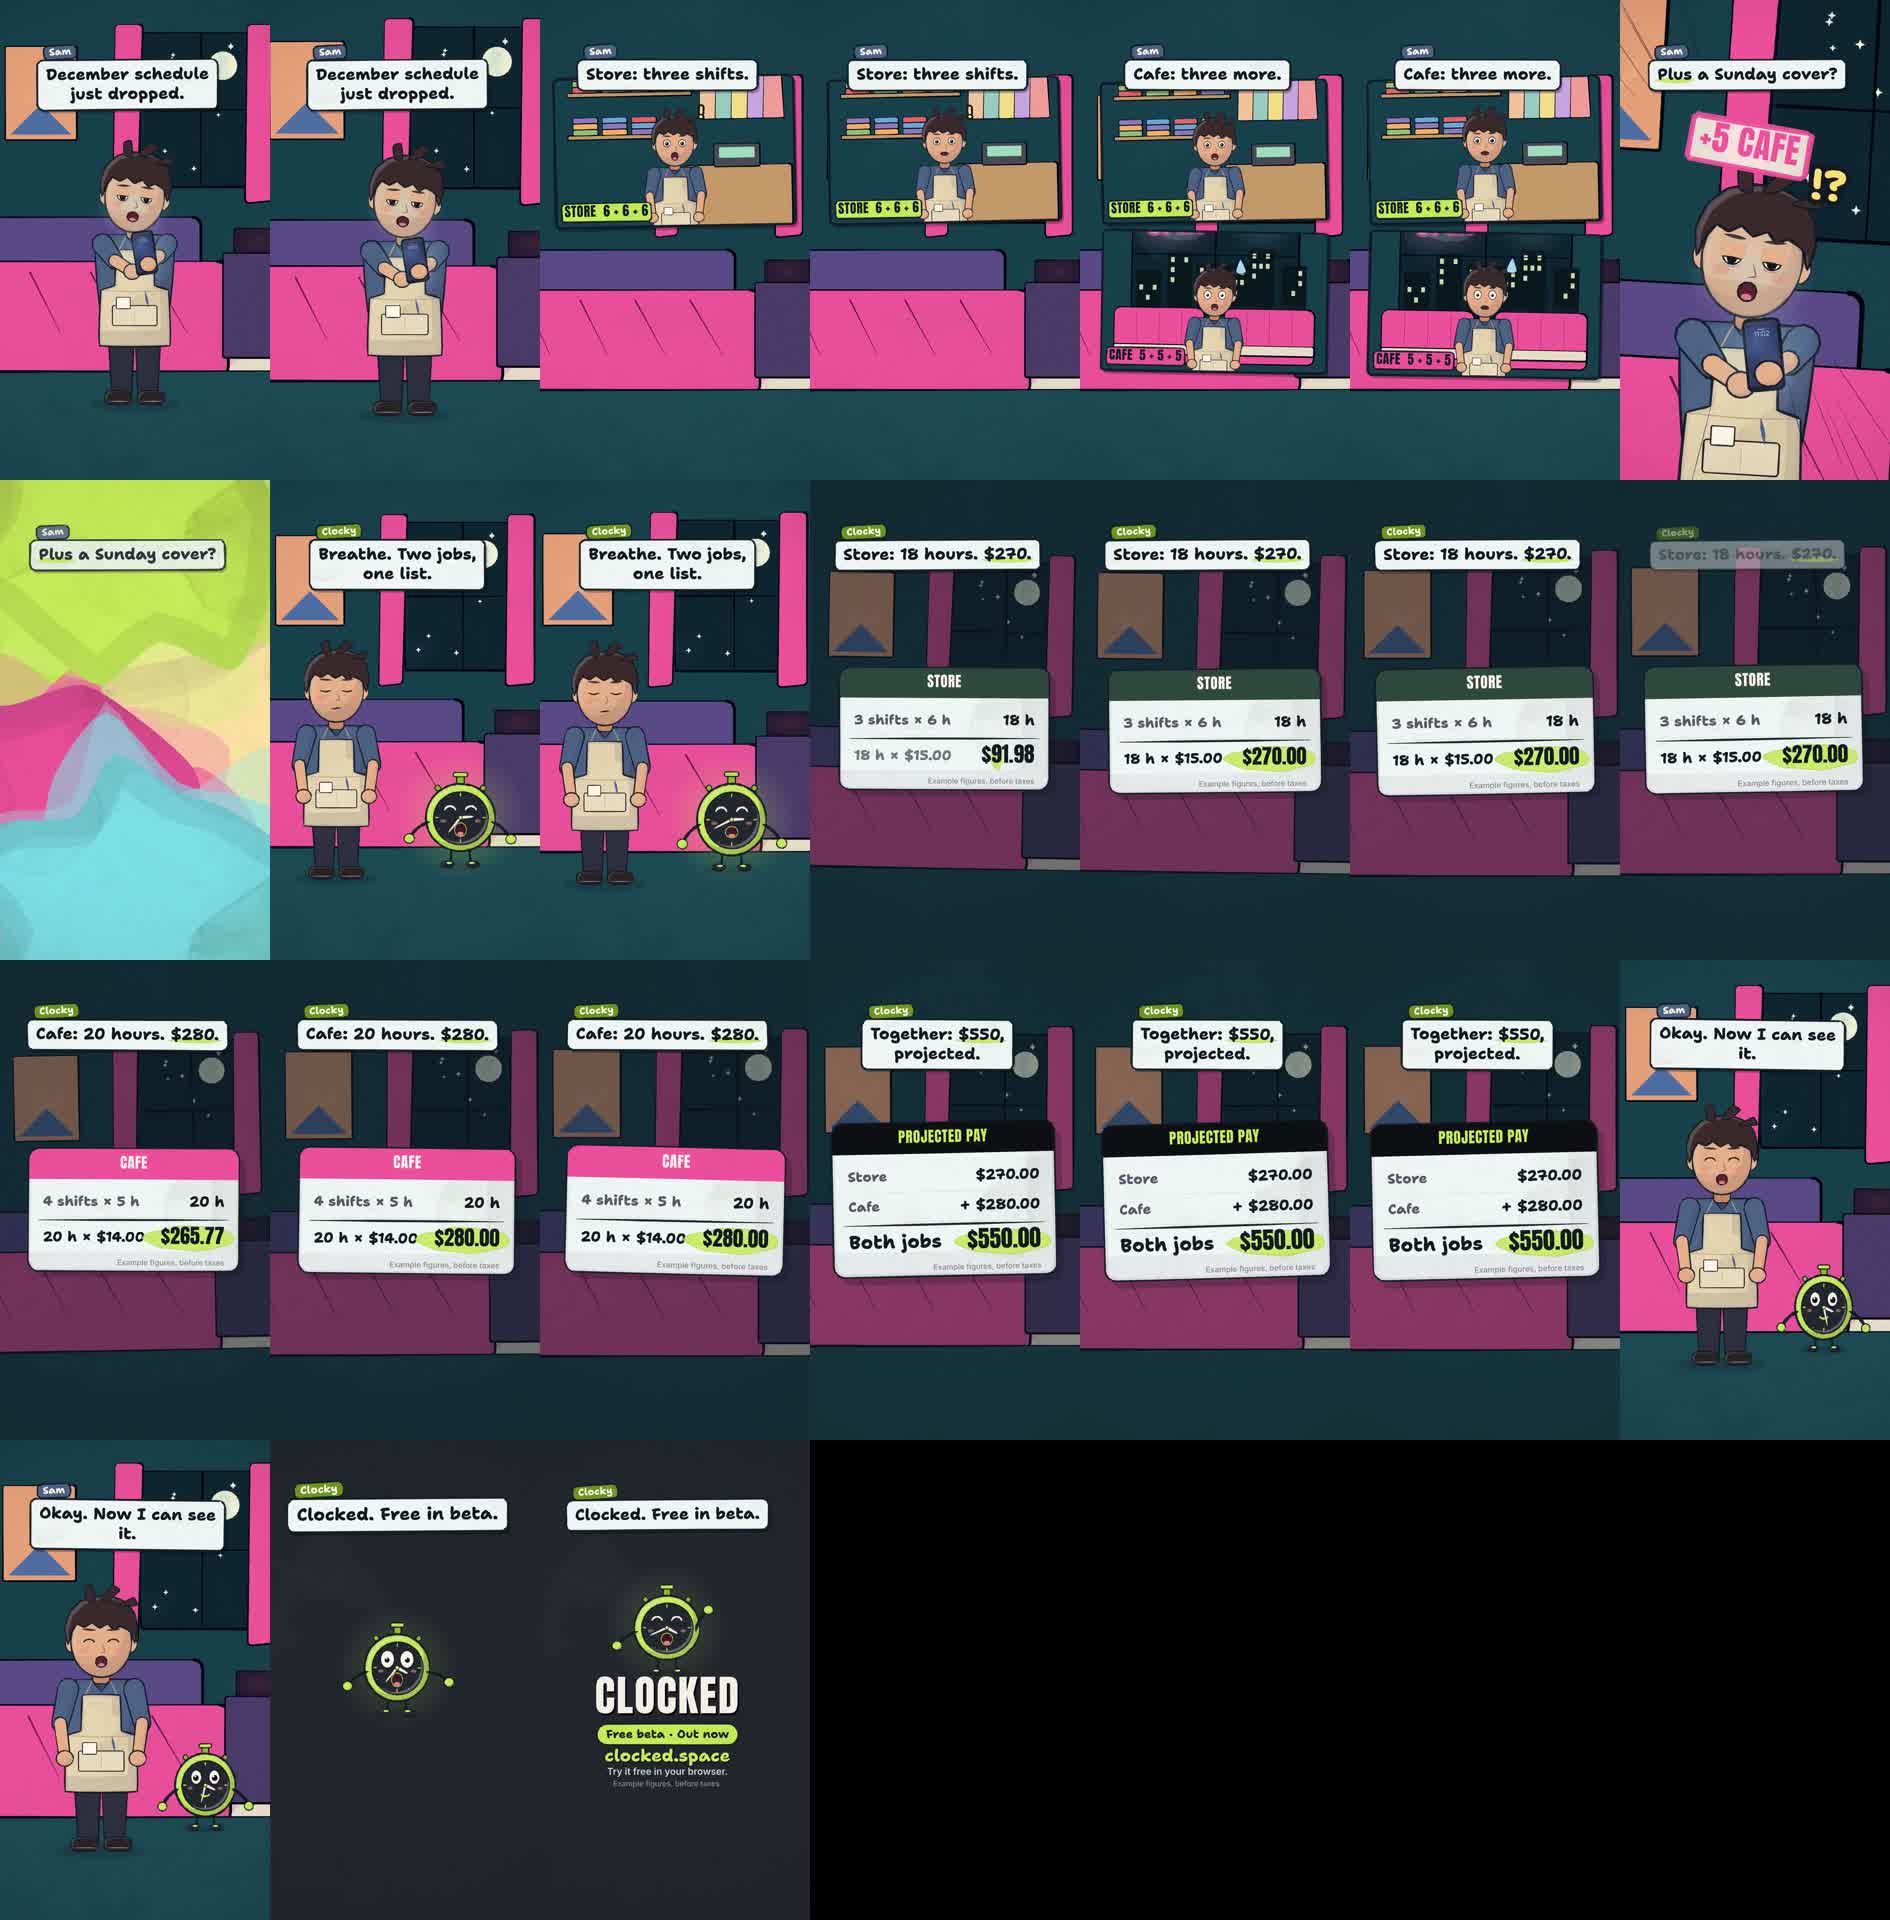 Sam
December schedule
just dropped.
Sam
December schedule
just dropped.
Sam
Store: three shifts.
STORE 6 + 6 + 6
Sam
Store: three shifts.
STORE 6 + 6 + 6
Sam
Cafe: three more.
STORE 6 + 6 + 6
CAFE 5 + 5 + 5
Sam
Cafe: three more.
STORE 6 + 6 + 6
CAFE 5 + 5 + 5
Sam
Plus a Sunday cover?
+5 CAFE
!?
11:02
Sam
Plus a Sunday cover?
Clocky
Breathe. Two jobs,
one list.
Clocky
Breathe. Two jobs,
one list.
Clocky
Store: 18 hours. $270.
STORE
3 shifts × 6 h 18 h
18 h × $15.00 $91.98
Example figures, before taxes
Clocky
Store: 18 hours. $270.
STORE
3 shifts × 6 h 18 h
18 h × $15.00 $270.00
Example figures, before taxes
Clocky
Store: 18 hours. $270.
STORE
3 shifts × 6 h 18 h
18 h × $15.00 $270.00
Example figures, before taxes
Clocky
Store: 18 hours. $270.
STORE
3 shifts × 6 h 18 h
18 h × $15.00 $270.00
Example figures, before taxes
Clocky
Cafe: 20 hours. $280.
CAFE
4 shifts × 5 h 20 h
20 h × $14.00 $265.77
Example figures, before taxes
Clocky
Cafe: 20 hours. $280.
CAFE
4 shifts × 5 h 20 h
20 h × $14.00 $280.00
Example figures, before taxes
Clocky
Cafe: 20 hours. $280.
CAFE
4 shifts × 5 h 20 h
20 h × $14.00 $280.00
Example figures, before taxes
Clocky
Together: $550,
projected.
PROJECTED PAY
Store $270.00
Cafe + $280.00
Both jobs $550.00
Example figures, before taxes
Clocky
Together: $550,
projected.
PROJECTED PAY
Store $270.00
Cafe + $280.00
Both jobs $550.00
Example figures, before taxes
Clocky
Together: $550,
projected.
PROJECTED PAY
Store $270.00
Cafe + $280.00
Both jobs $550.00
Example figures, before taxes
Sam
Okay. Now I can see
it.
Sam
Okay. Now I can see
it.
Clocky
Clocked. Free in beta.
Clocky
Clocked. Free in beta.
CLOCKED
Free beta · Out now
clocked.space
Try it free in your browser.
Example figures, before taxes